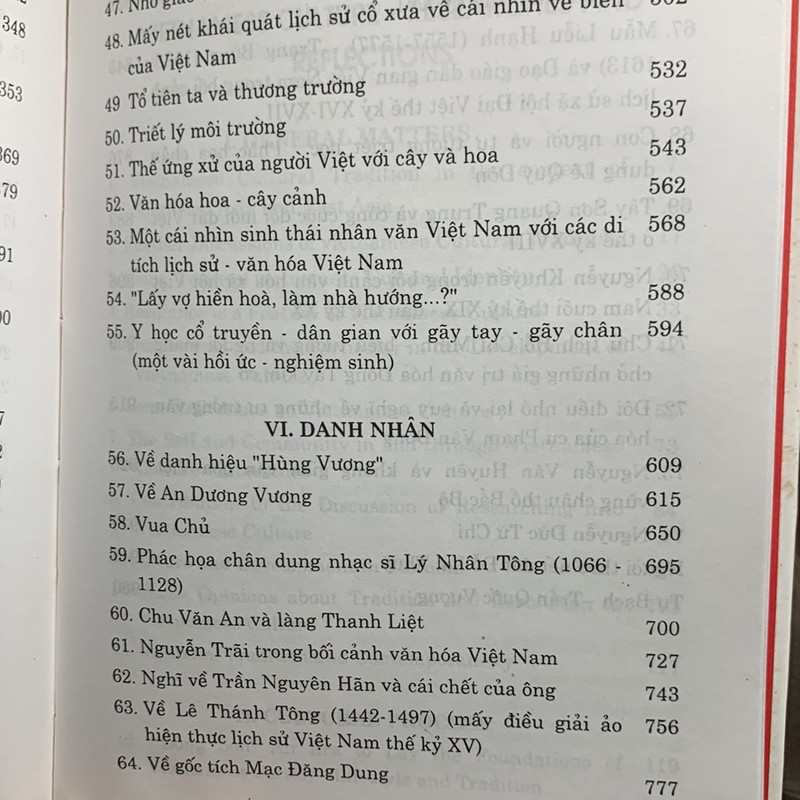 348
353
369
379
91
47. Nho giáo
48. Mấy nét khái quát lịch sử cổ xưa về cái nhìn về biển
của Việt Nam 532
49 Tổ tiên ta và thương trường 537
50. Triết lý môi trường 543
51. Thế ứng xử của người Việt với cây và hoa 562
52. Văn hóa hoa - cây cảnh 568
53. Một cái nhìn sinh thái nhân văn Việt Nam với các di
tích lịch sử - văn hóa Việt Nam
54. "Lấy vợ hiền hoà, làm nhà hướng...?" 588
55. Y học cổ truyền - dân gian với gãy tay - gãy chân 594
(một vài hồi ức - nghiệm sinh)
VI. DANH NHÂN
56. Về danh hiệu "Hùng Vương" 609
57. Về An Dương Vương 615
58. Vua Chủ 650
59. Phác họa chân dung nhạc sĩ Lý Nhân Tông (1066 - 695
1128)
60. Chu Văn An và làng Thanh Liệt 700
61. Nguyễn Trãi trong bối cảnh văn hóa Việt Nam 727
62. Nghĩ về Trần Nguyên Hãn và cái chết của ông 743
63. Về Lê Thánh Tông (1442-1497) (mấy điều giải ảo 756
hiện thực lịch sử Việt Nam thế kỷ XV)
64. Về gốc tích Mạc Đăng Dung 777